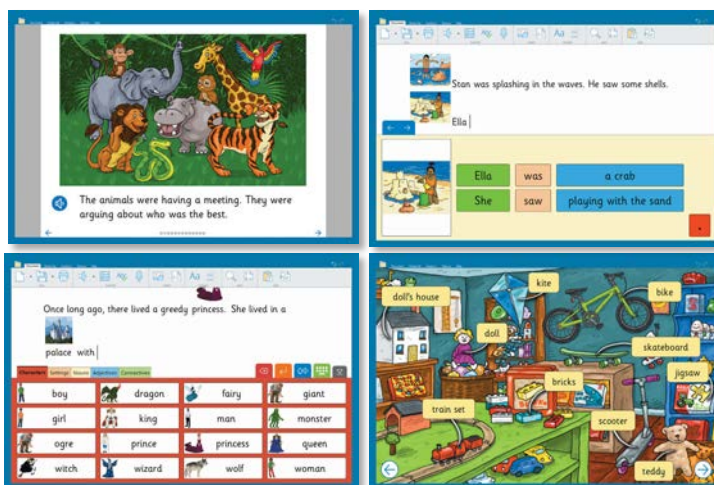 The animals were having a meeting. They were
arguing about who was the best.
Stan was splashing in the waves. He saw some shells.
Ella
Ella was a crab
She saw playing with the sand
.
Once long ago, there lived a greedy princess. She lived in a
palace with
Characters Settings Nouns Adjectives Connectives
boy dragon fairy giant
girl king man monster
ogre prince princess queen
witch wizard wolf woman
kite
doll's house
bike
doll
skateboard
jigsaw
bricks
train set
scooter
teddy